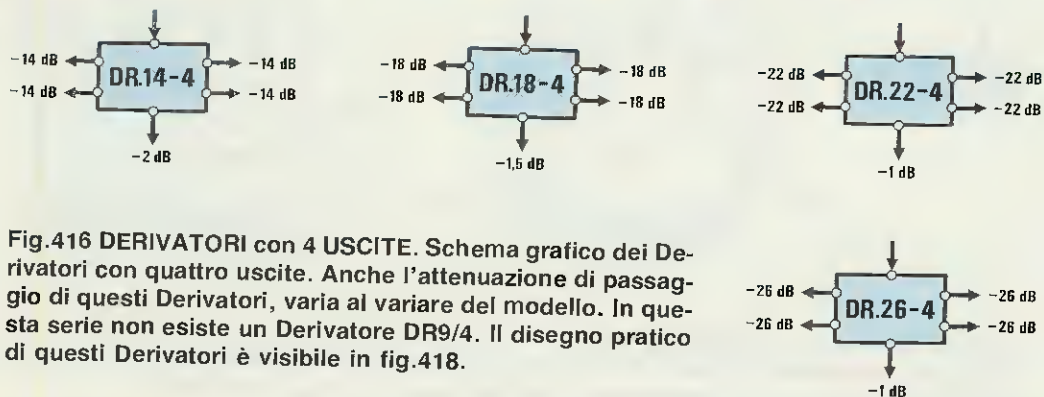 -14 dB DR.14-4 -14 dB
-14 dB -14 dB
-2 dB
-18 dB DR.18-4 -18 dB
-18 dB -18 dB
-1,5 dB
-22 dB DR.22-4 -22 dB
-22 dB -22 dB
-1 dB
Fig.416 DERIVATORI con 4 USCITE. Schema grafico dei De-
rivatori con quattro uscite. Anche l'attenuazione di passag-
gio di questi Derivatori, varia al variare del modello. In que-
sta serie non esiste un Derivatore DR9/4. Il disegno pratico
di questi Derivatori è visibile in fig.418.
-26 dB DR.26-4 -26 dB
-26 dB -26 dB
-1 dB